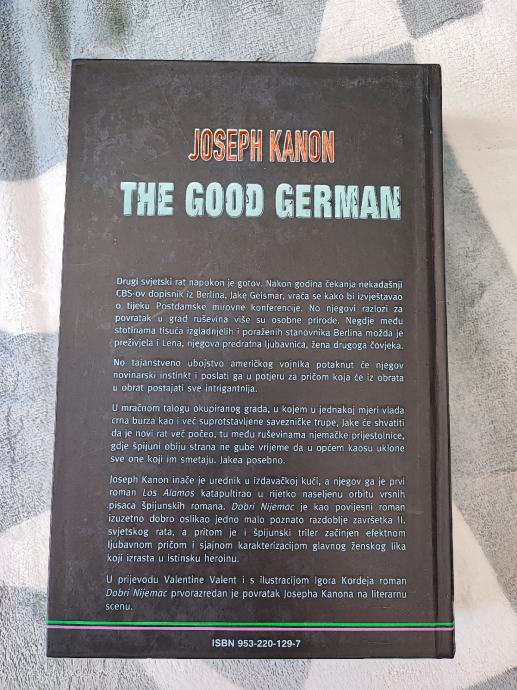 JOSEPH KANON
THE GOOD GERMAN
Drugi svjetski rat napokon je gotov. Nakon godina čekanja nekadašnji
CBS-ov dopisnik iz Berlina, Jake Geismar, vraća se kako bi izvještavao
o tijeku Postdamske mirovne konferencije. No njegovi razlozi za
povratak u grad ruševina više su osobne prirode. Negdje među
stotinama tisuća izgladnjelih i poraženih stanovnika Berlina možda je
preživjela i Lena, njegova predratna ljubavnica, žena drugoga čovjeka.
No tajanstveno ubojstvo američkog vojnika potaknut će njegov
novinarski instinkt i poslati ga u potjeru za pričom koja će iz obrata
u obrat postajati sve intrigantnija.
U mračnom talogu okupiranog grada, u kojem u jednakoj mjeri vlada
crna burza kao i već suprotstavljene savezničke trupe, Jake će shvatiti
da je novi rat već počeo, tu među ruševinama njemačke prijestolnice,
gdje špijuni obiju strana ne gube vrijeme da u općem kaosu uklone
sve one koji im smetaju. Jakea posebno.
Joseph Kanon inače je urednik u izdavačkoj kući, a njegov ga je prvi
roman Los Alamos katapultirao u rijetko naseljenu orbitu vrsnih
pisaca špijunskih romana. Dobri Nijemac je kao povijesni roman
izuzetno dobro oslikao jedno malo poznato razdoblje završetka II.
svjetskog rata, a pritom je i špijunski triler začinjen efektnom
ljubavnom pričom i sjajnom karakterizacijom glavnog ženskog lika
koji izrasta u istinsku heroinu.
U prijevodu Valentine Valent i s ilustracijom Igora Kordeja roman
Dobri Nijemac prvorazredan je povratak Josepha Kanona na literarnu
scenu.
ISBN 953-220-129-7